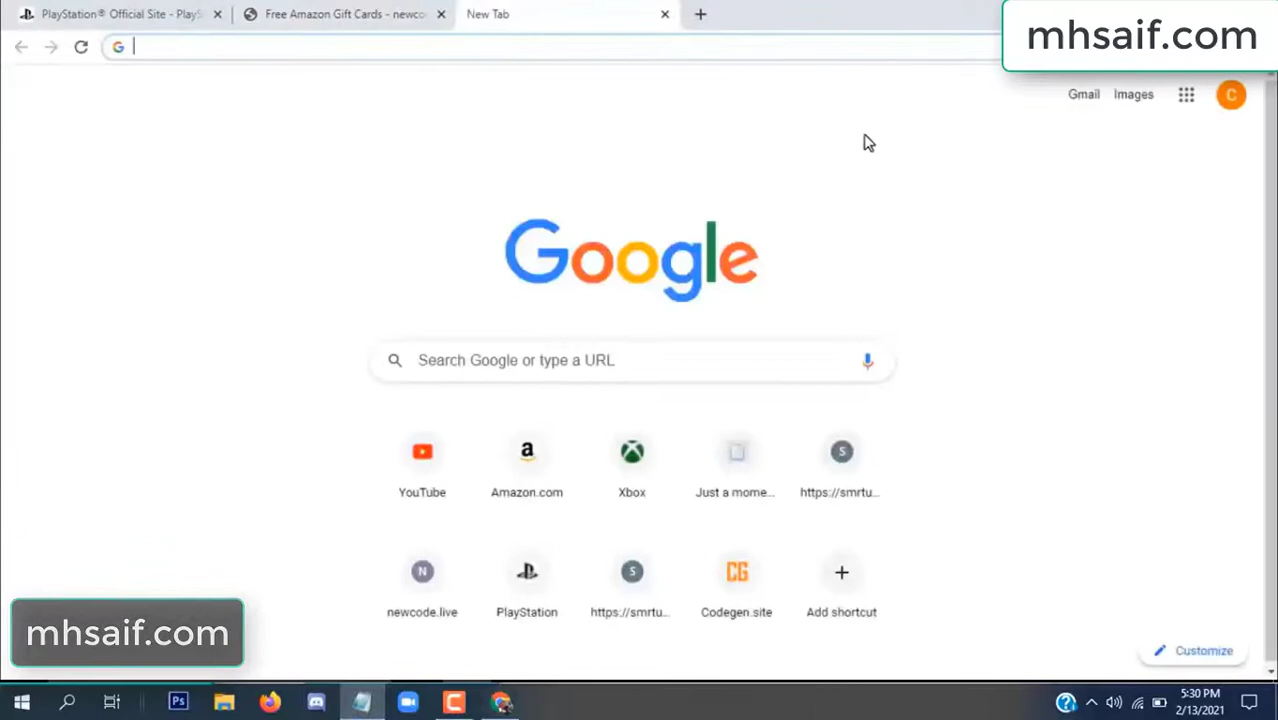 PlayStation® Official Site - PlayS
Free Amazon Gift Cards - newco
New Tab
mhsaif.com
Gmail
Images
C
Google
Search Google or type a URL
YouTube
Amazon.com
Xbox
Just a mome...
S
https://smrtu...
N
newcode.live
PlayStation
S
https://smrtu...
CG
Codegen.site
Add shortcut
mhsaif.com
Customize
Ps
5:30 PM
2/13/2021